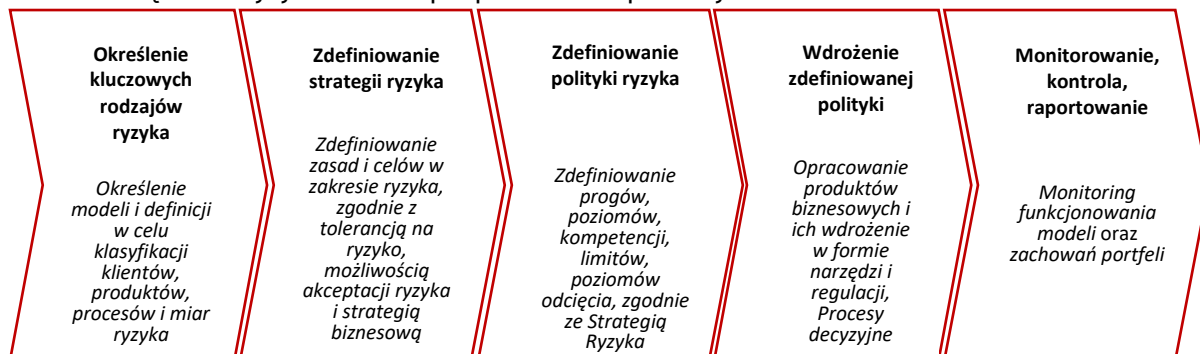 Określenie
kluczowych
rodzajów
ryzyka
Określenie
modeli i definicji
w celu
klasyfikacji
klientów,
produktów,
procesów i miar
ryzyka
Zdefiniowanie
strategii ryzyka
Zdefiniowanie
zasad i celów w
zakresie ryzyka,
zgodnie z
tolerancją na
ryzyko,
możliwością
akceptacji ryzyka
i strategią
biznesową
Zdefiniowanie
polityki ryzyka
Zdefiniowanie
progów,
poziomów,
kompetencji,
limitów,
poziomów
odcięcia, zgodnie
ze Strategią
Ryzyka
Wdrożenie
zdefiniowanej
polityki
Opracowanie
produktów
biznesowych i
ich wdrożenie
w formie
narzędzi i
regulacji,
Procesy
decyzyjne
Monitorowanie,
kontrola,
raportowanie
Monitoring
funkcjonowania
modeli oraz
zachowań portfeli